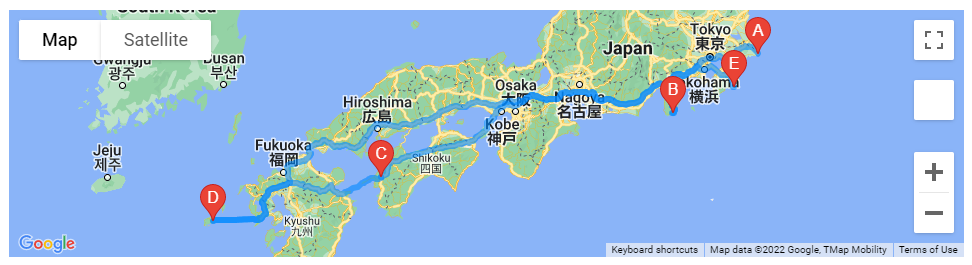 South Korea
Map
Satellite
Gwangju
광주
Busan
부산
Jeju
제주
Hiroshima
広島
Fukuoka
福岡
Kyushu
九州
Shikoku
四国
Osaka
大阪
Kobe
神戸
Nagoya
名古屋
Japan
Tokyo
東京
Yokohama
横浜
A
B
C
D
E
Google
Keyboard shortcuts
Map data ©2022 Google, TMap Mobility
Terms of Use